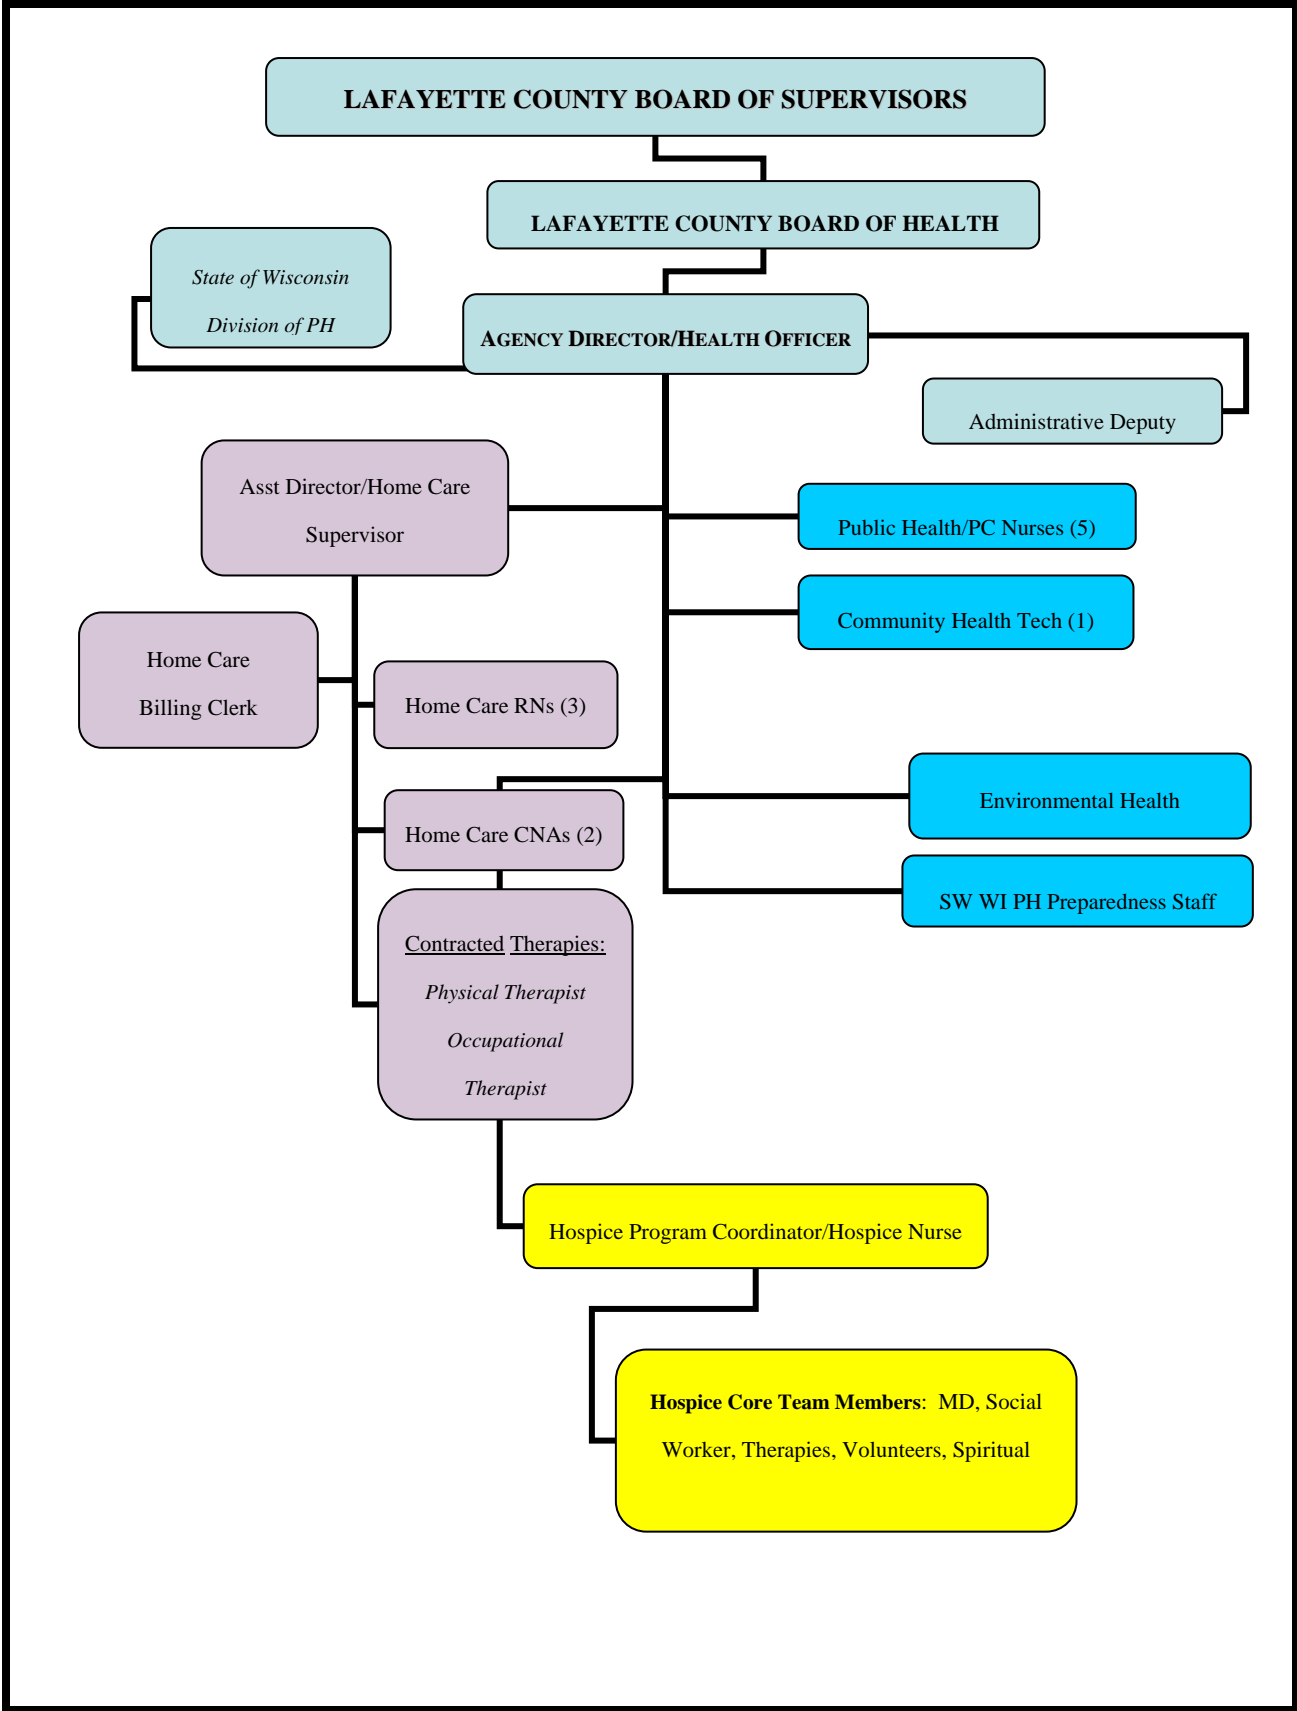 LAFAYETTE COUNTY BOARD OF SUPERVISORS
LAFAYETTE COUNTY BOARD OF HEALTH
State of Wisconsin
Division of PH
AGENCY DIRECTOR/HEALTH OFFICER
Administrative Deputy
Asst Director/Home Care
Supervisor
Public Health/PC Nurses (5)
Community Health Tech (1)
Home Care
Billing Clerk
Home Care RNs (3)
Environmental Health
Home Care CNAs (2)
SW WI PH Preparedness Staff
Contracted Therapies:
Physical Therapist
Occupational
Therapist
Hospice Program Coordinator/Hospice Nurse
Hospice Core Team Members:  MD, Social
Worker, Therapies, Volunteers, Spiritual